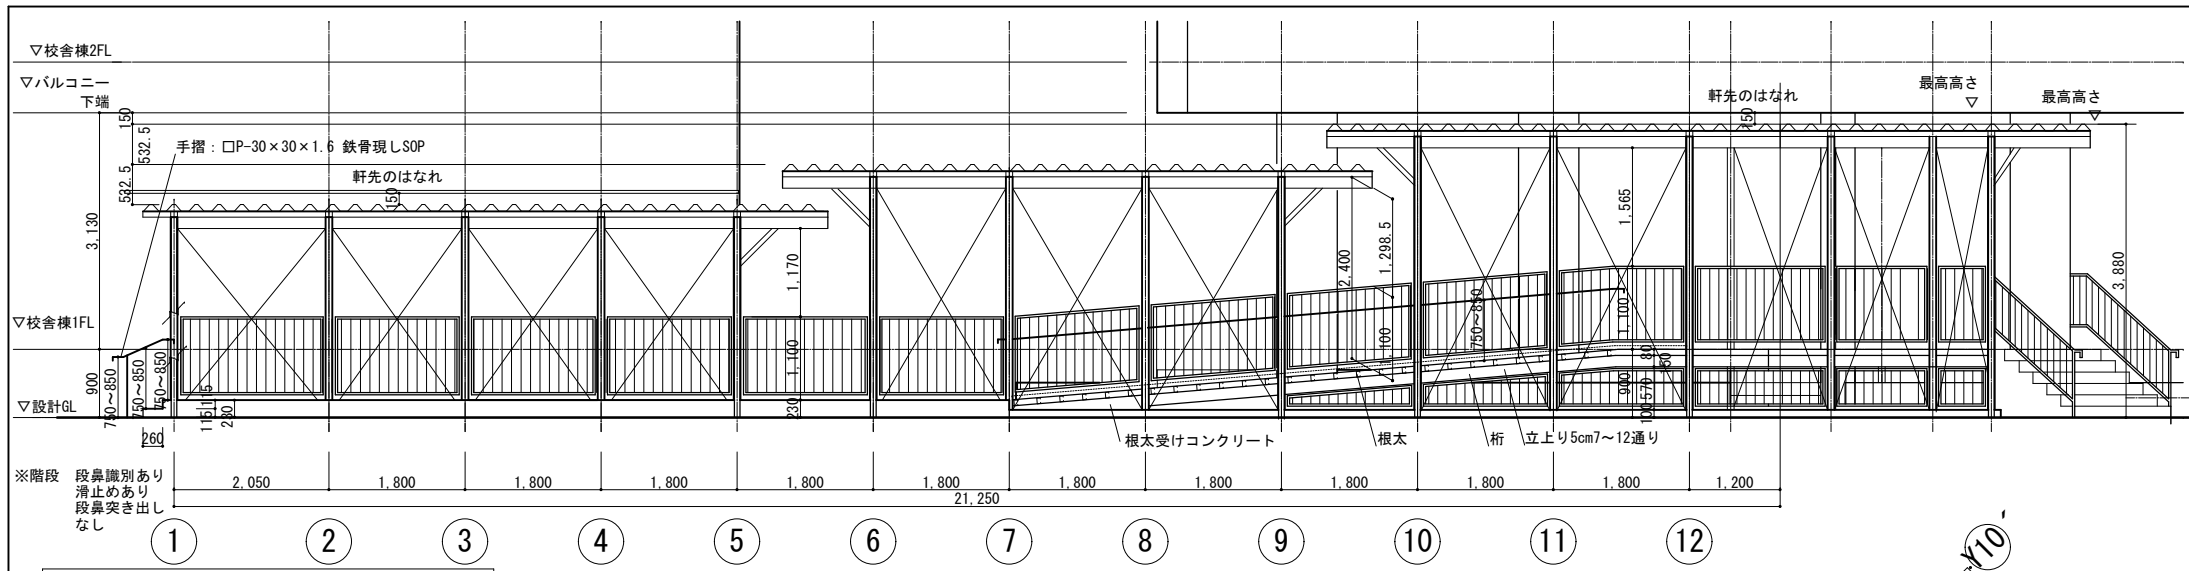 ▽校舎棟2FL
▽バルコニー
下端
150
532.5
532.5
3,130
手摺：□P-30×30×1.6 鉄骨現しSOP
軒先のはなれ
150
軒先のはなれ
150
最高高さ
▽
最高高さ
▽
▽校舎棟1FL
900
▽設計GL
750～850
750～850
750～850
115
115
230
260
1,170
1,100
230
2,400
1,298.5
1,100
750～850
1,565
1,100
80
550
900
570
100
3,880
根太受けコンクリート
根太
桁
立上り5cm7～12通り
※階段 段鼻識別あり
滑止めあり
段鼻突き出し
なし
2,050 1,800 1,800 1,800 1,800 1,800 1,800 1,800 1,800 1,800 1,800 1,200
21,250
1 2 3 4 5 6 7 8 9 10 11 12
Y10